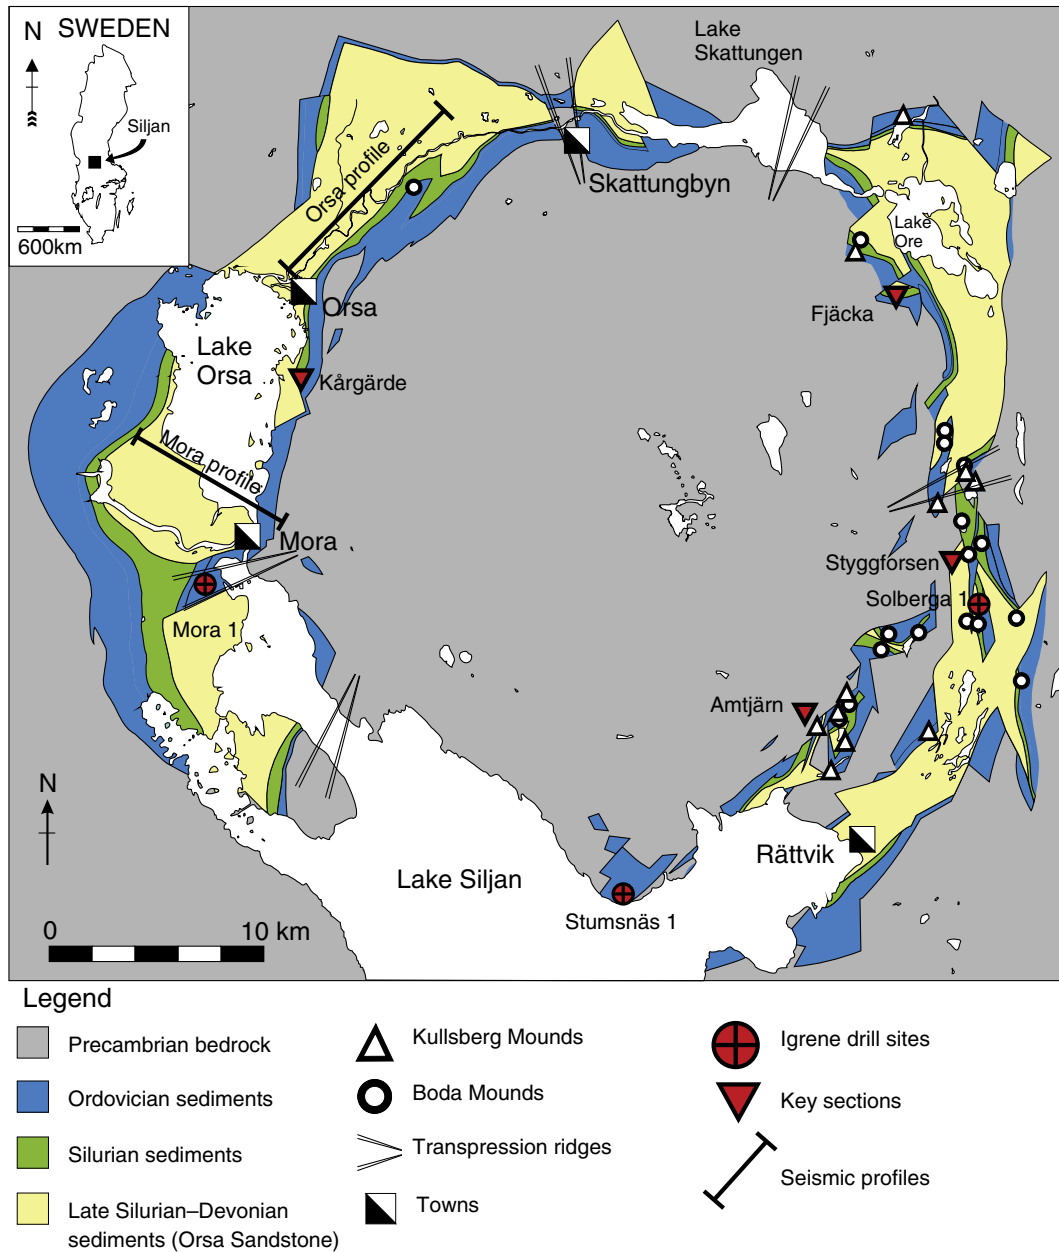 N
SWEDEN
Siljan
600km
Lake
Skattungen
Orsa profile
Skattungbyn
Lake
Ore
Orsa
Fjäcka
Lake
Orsa
Kårgärde
Mora profile
Mora
Styggforsen
Solberga 1
Mora 1
Amtjärn
N
Rättvik
Lake Siljan
Stumsnäs 1
0
10 km
Legend
Precambrian bedrock
Ordovician sediments
Silurian sediments
Late Silurian–Devonian
sediments (Orsa Sandstone)
Kullsberg Mounds
Boda Mounds
Transpression ridges
Towns
Igrene drill sites
Key sections
Seismic profiles